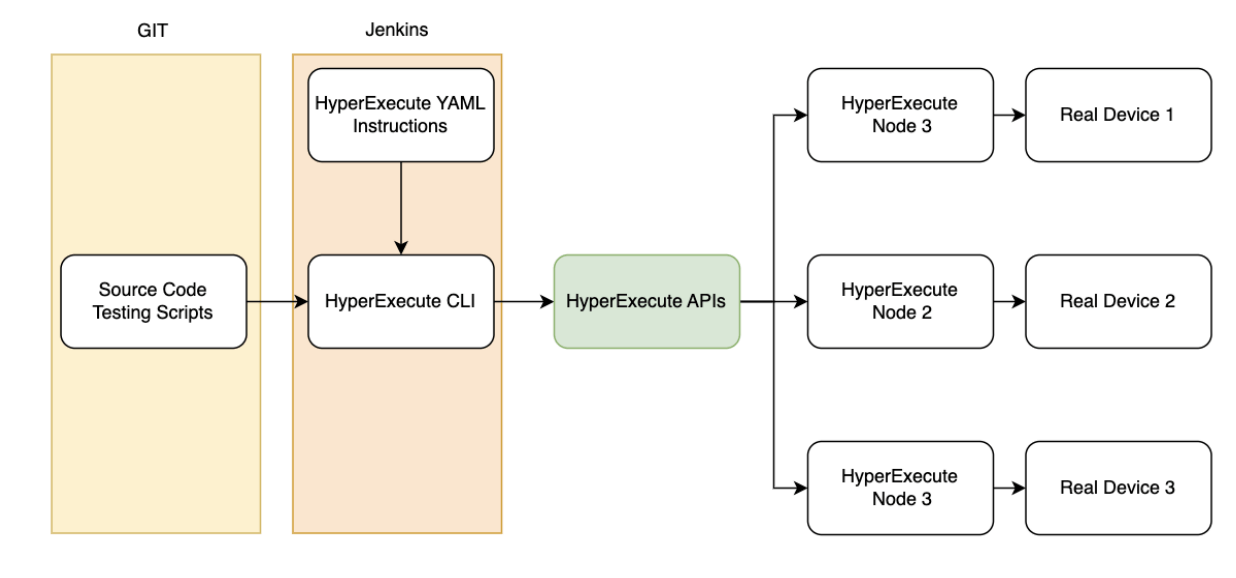 GIT
Jenkins
HyperExecute YAML
Instructions
HyperExecute
Node 3
Real Device 1
Source Code
Testing Scripts
HyperExecute CLI
HyperExecute APIs
HyperExecute
Node 2
Real Device 2
HyperExecute
Node 3
Real Device 3